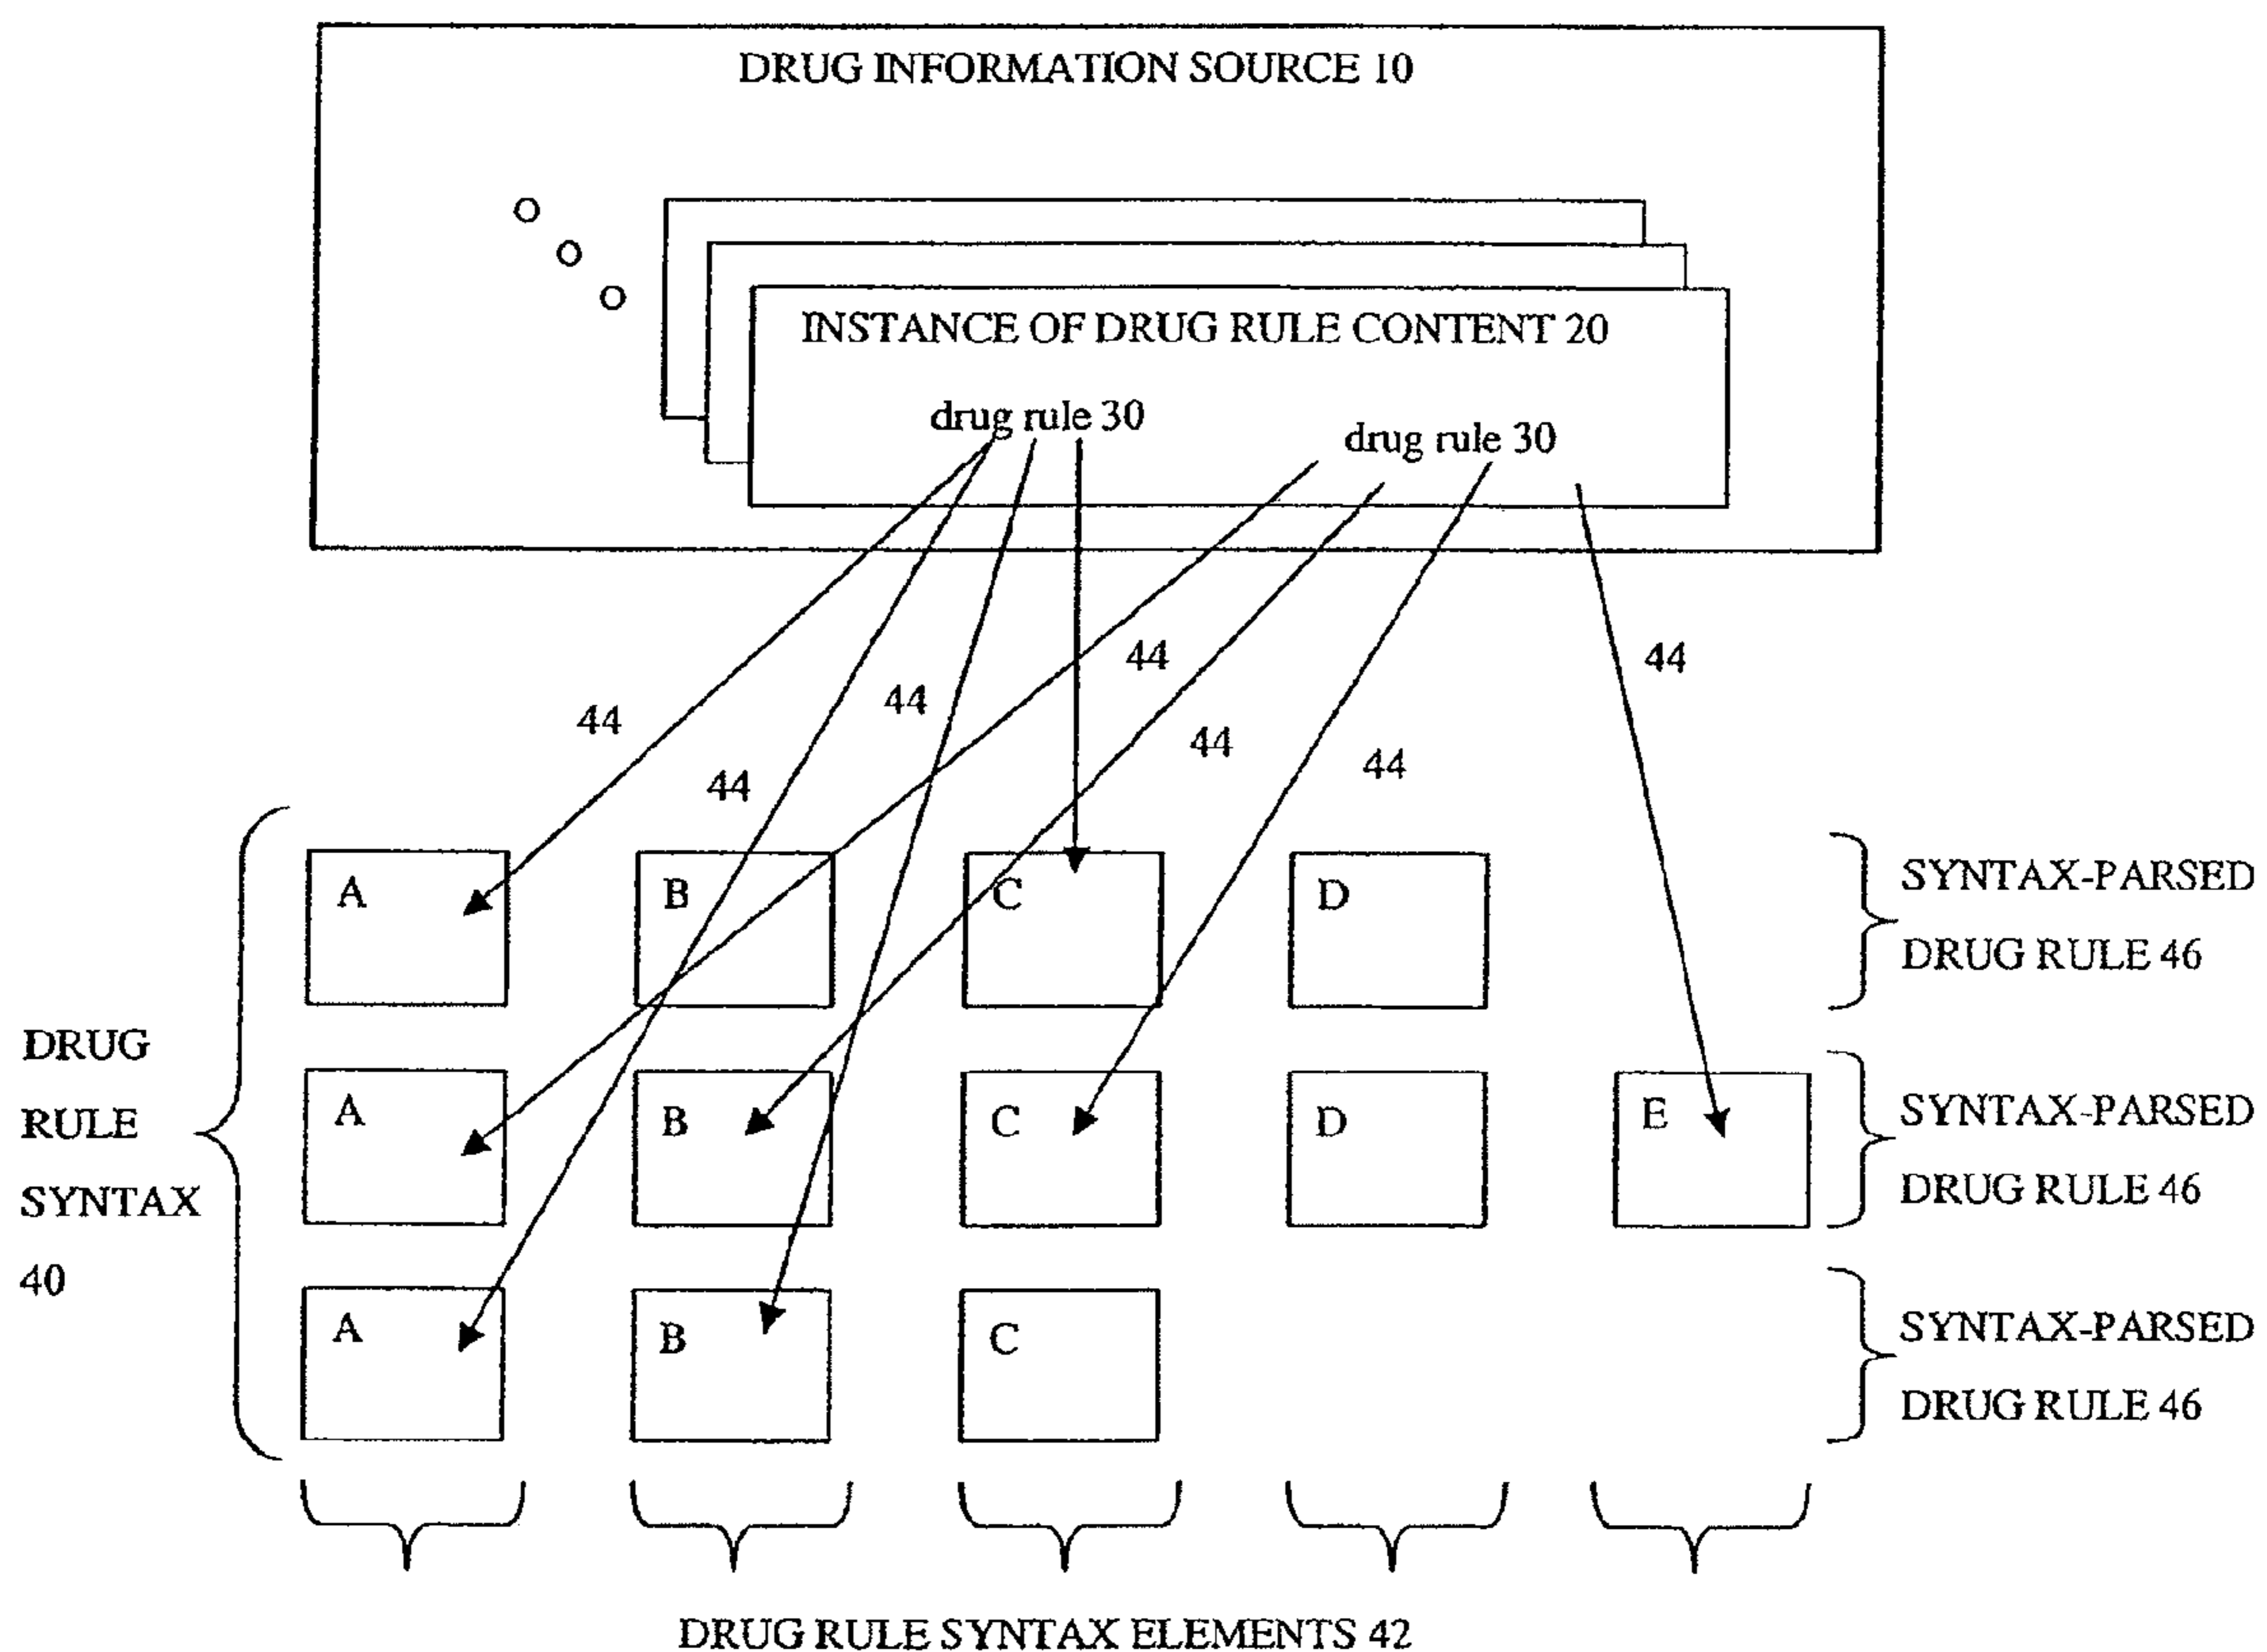 DRUG INFORMATION SOURCE 10
INSTANCE OF DRUG RULE CONTENT 20
drug rule 30
drug rule 30
44
44
44
44
44
44
44
A
B
C
D
SYNTAX-PARSED
DRUG RULE 46
DRUG
RULE
SYNTAX
40
A
B
C
D
E
SYNTAX-PARSED
DRUG RULE 46
A
B
C
SYNTAX-PARSED
DRUG RULE 46
DRUG RULE SYNTAX ELEMENTS 42